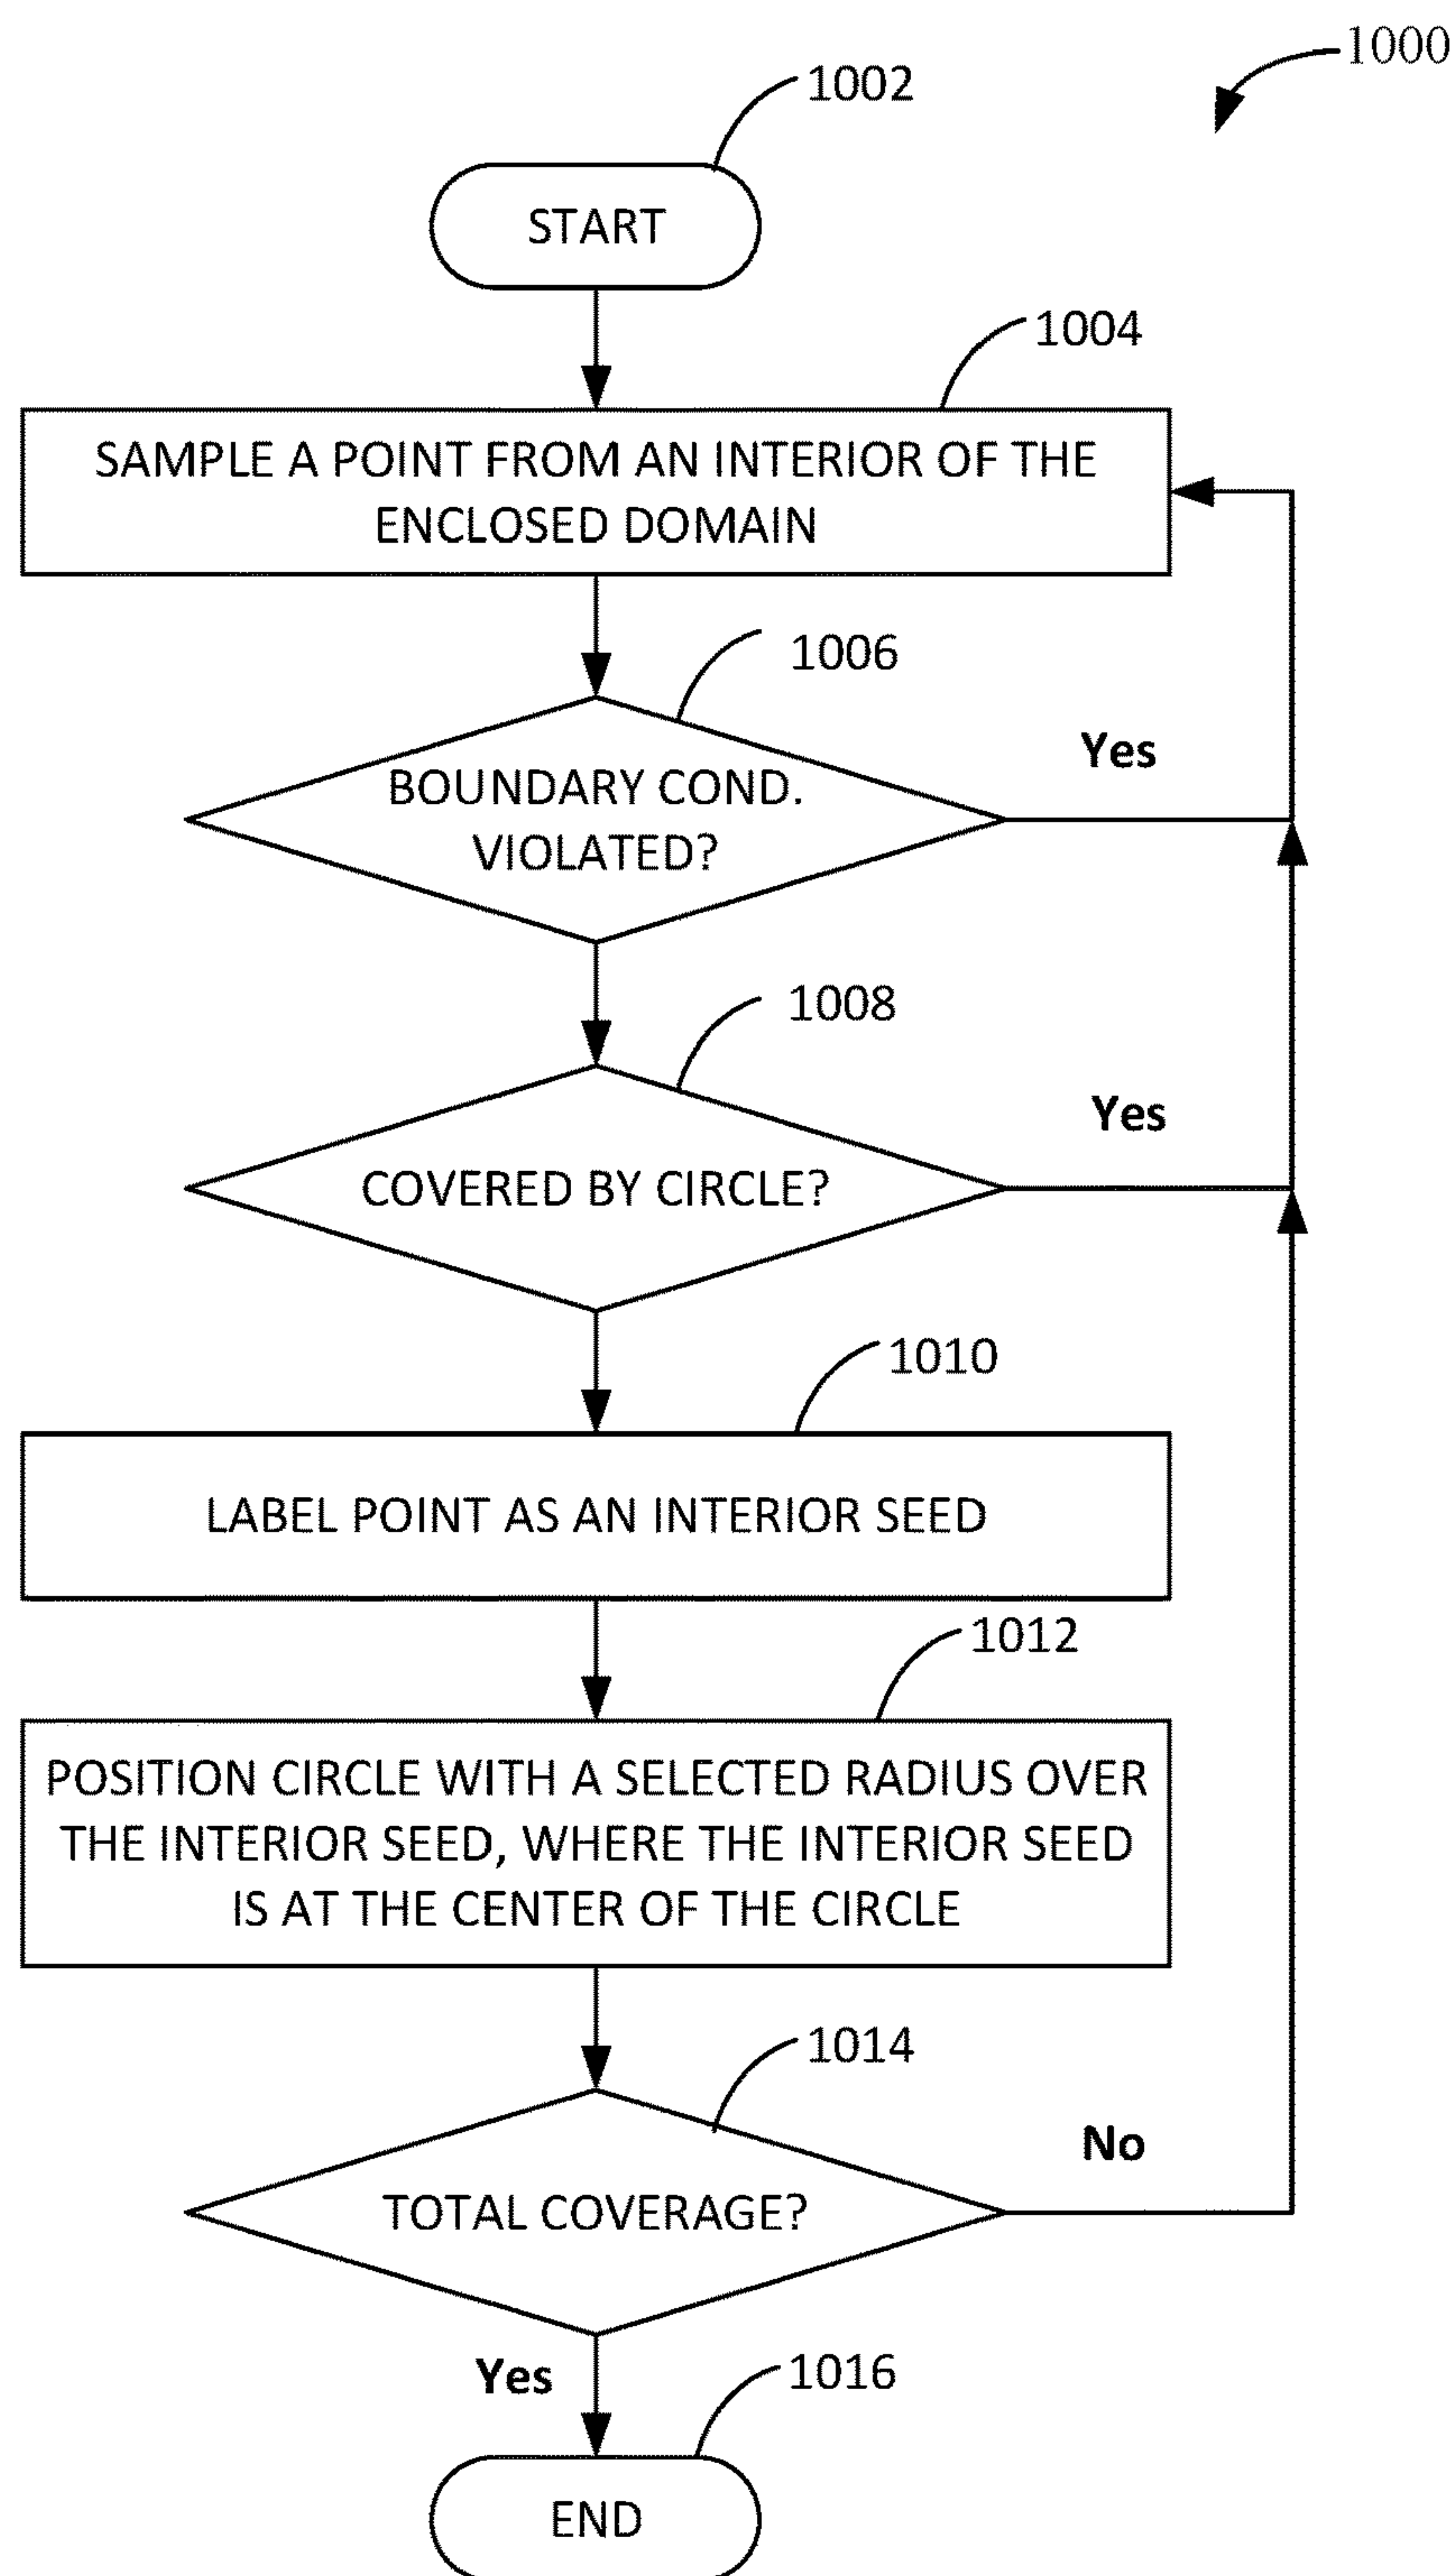 1000
1002
START
1004
SAMPLE A POINT FROM AN INTERIOR OF THE
ENCLOSED DOMAIN
1006
Yes
BOUNDARY COND.
VIOLATED?
1008
Yes
COVERED BY CIRCLE?
1010
LABEL POINT AS AN INTERIOR SEED
1012
POSITION CIRCLE WITH A SELECTED RADIUS OVER
THE INTERIOR SEED, WHERE THE INTERIOR SEED
IS AT THE CENTER OF THE CIRCLE
1014
No
TOTAL COVERAGE?
Yes
1016
END